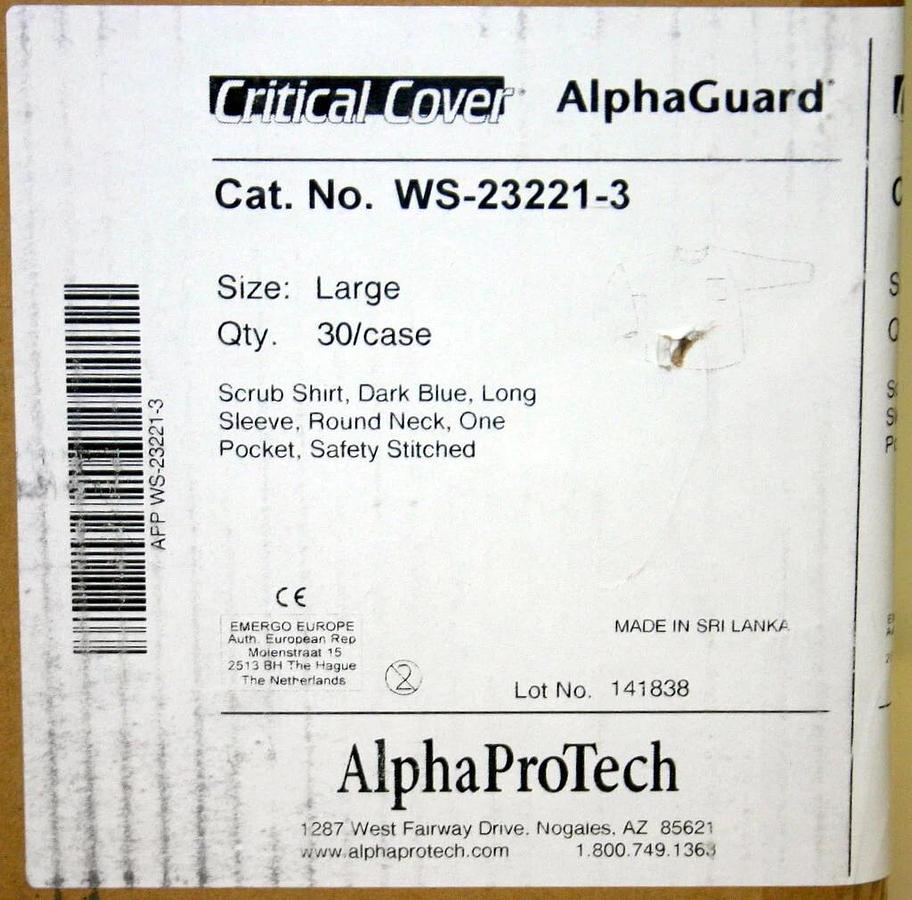 Critical Cover® AlphaGuard®
Cat. No. WS-23221-3
Size: Large
Qty. 30/case
Scrub Shirt, Dark Blue, Long
Sleeve, Round Neck, One
Pocket, Safety Stitched
APP WS-23221-3
CE
EMERGO EUROPE
Auth. European Rep
Molenstraat 15
2513 BH The Hague
The Netherlands
2
MADE IN SRI LANKA
Lot No. 141838
AlphaProTech
1287 West Fairway Drive. Nogales, AZ 85621
www.alphaprotech.com 1.800.749.1363